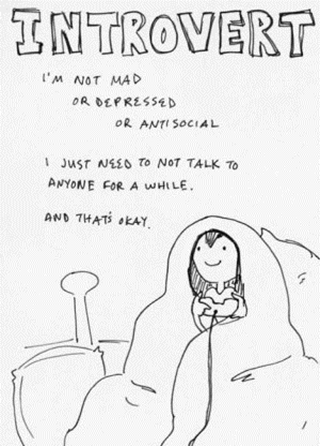 INTROVERT
I'M NOT MAD
OR DEPRESSED
OR ANTISOCIAL
I JUST NEED TO NOT TALK TO
ANYONE FOR A WHILE.
AND THAT'S OKAY.